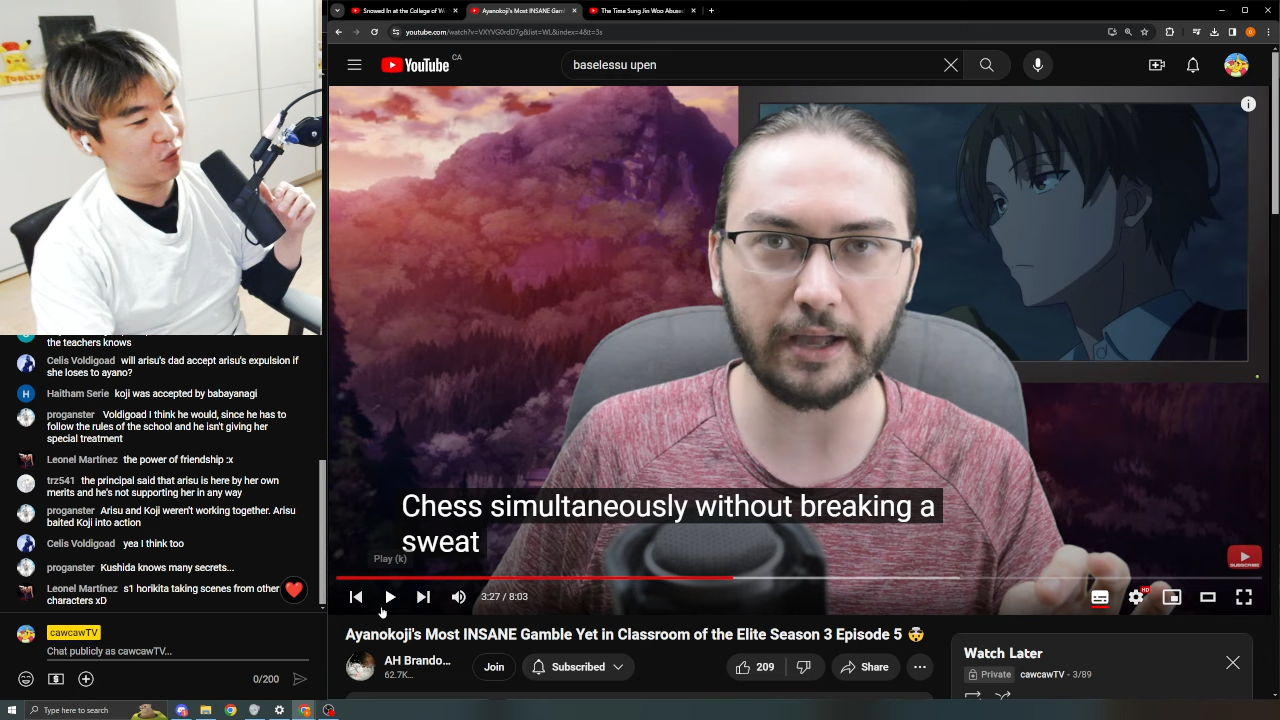 Snowed In at the College of W
Ayanokoji's Most INSANE Gam
The Time Sung Jin Woo Abuse
youtube.com/watch?v=VXYVG0rdD7g&list=WL&index=4&t=3s
YouTube CA
baselessu upen
Chess simultaneously without breaking a
sweat
Play (k)
3:27 / 8:03
HD
SUBSCRIBE
Ayanokoji's Most INSANE Gamble Yet in Classroom of the Elite Season 3 Episode 5 🤯
AH Brando...
62.7K...
Join
Subscribed
209
Share
Watch Later
Private
cawcawTV - 3/89
the teachers knows
Celis Voldigoad will arisu's dad accept arisu's expulsion if
she loses to ayano?
H
Haitham Serie koji was accepted by babayanagi
proganster Voldigoad I think he would, since he has to
follow the rules of the school and he isn't giving her
special treatment
Leonel Martínez the power of friendship :x
trz541 the principal said that arisu is here by her own
merits and he's not supporting her in any way
proganster Arisu and Koji weren't working together. Arisu
baited Koji into action
Celis Voldigoad yea I think too
proganster Kushida knows many secrets...
Leonel Martínez s1 horikita taking scenes from other
characters xD
cawcawTV
Chat publicly as cawcawTV...
0/200
Type here to search